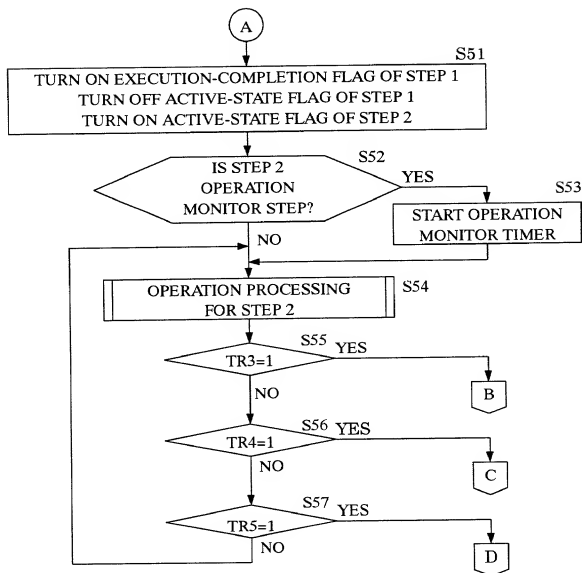 A
S51
TURN ON EXECUTION-COMPLETION FLAG OF STEP 1
TURN OFF ACTIVE-STATE FLAG OF STEP 1
TURN ON ACTIVE-STATE FLAG OF STEP 2
S52
IS STEP 2
OPERATION
MONITOR STEP?
YES
S53
START OPERATION
MONITOR TIMER
NO
OPERATION PROCESSING
FOR STEP 2
S54
S55
YES
TR3=1
B
NO
S56
YES
TR4=1
C
NO
S57
YES
TR5=1
D
NO